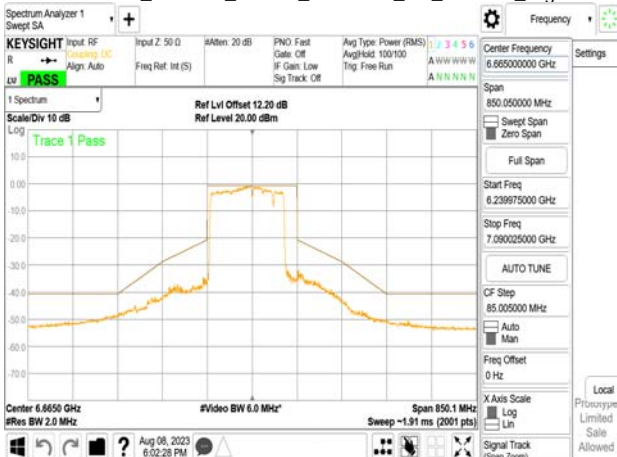 Spectrum Analyzer 1
Swept SA
+
Frequency
KEYSIGHT
R
LV
PASS
Input: RF
Coupling: DC
Align: Auto
Input Z: 50 Ω
Freq Ref: Int (S)
#Atten: 20 dB
PNO: Fast
Gate: Off
IF Gain: Low
Sig Track: Off
Avg Type: Power (RMS)
Avg|Hold: 100/100
Trig: Free Run
1 2 3 4 5 6
A W W W W W
A N N N N N
1 Spectrum
Scale/Div 10 dB
Log
Ref Lvl Offset 12.20 dB
Ref Level 20.00 dBm
Trace 1 Pass
10.0
0.00
-10.0
-20.0
-30.0
-40.0
-50.0
-60.0
-70.0
Center 6.6650 GHz
#Res BW 2.0 MHz
#Video BW 6.0 MHz*
Span 850.1 MHz
Sweep ~1.91 ms (2001 pts)
?
Aug 08, 2023
6:02:28 PM
Center Frequency
6.665000000 GHz
Span
850.050000 MHz
Swept Span
Zero Span
Full Span
Start Freq
6.239975000 GHz
Stop Freq
7.090025000 GHz
AUTO TUNE
CF Step
85.005000 MHz
Auto
Man
Freq Offset
0 Hz
X Axis Scale
Log
Lin
Signal Track
(Span Zoom)
Settings
Local
Prototype
Limited
Sale
Allowed